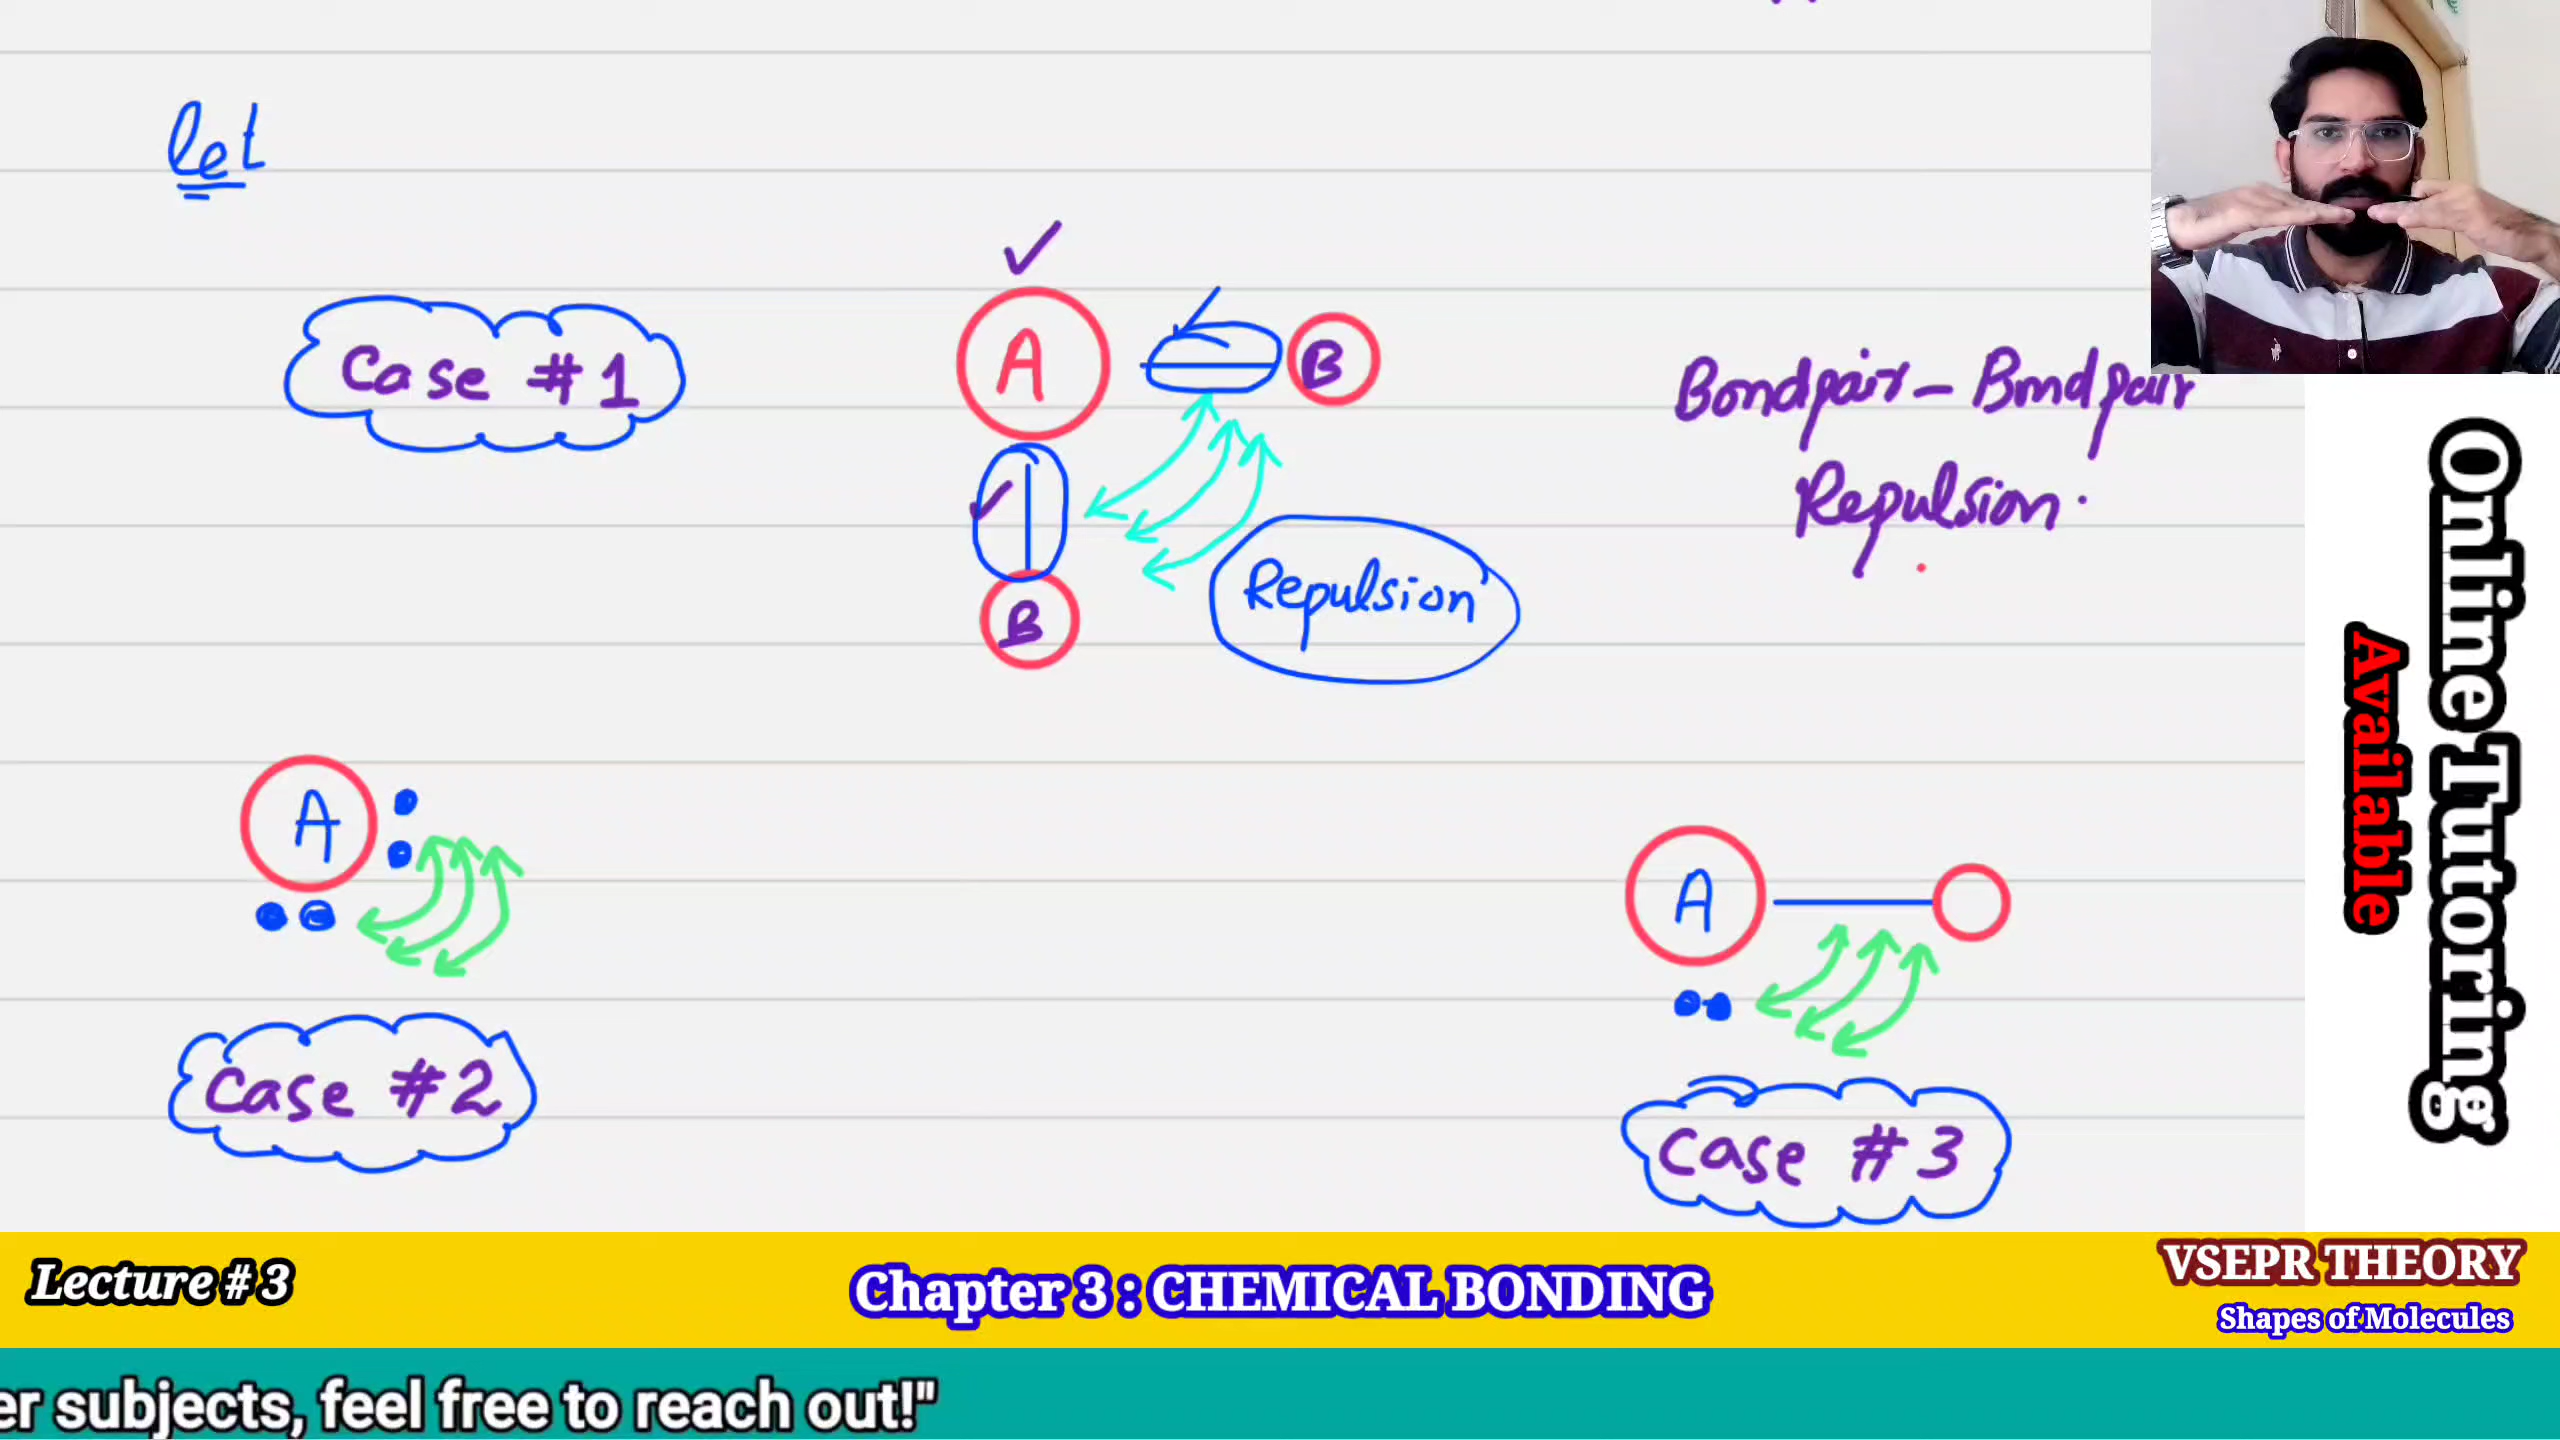 let
Case #1
A
B
B
Bondpair - Bondpair
Repulsion.
Repulsion
A
Case #2
A
Case #3
Online Tutoring
Available
Lecture # 3
Chapter 3 : CHEMICAL BONDING
VSEPR THEORY
Shapes of Molecules
er subjects, feel free to reach out!"